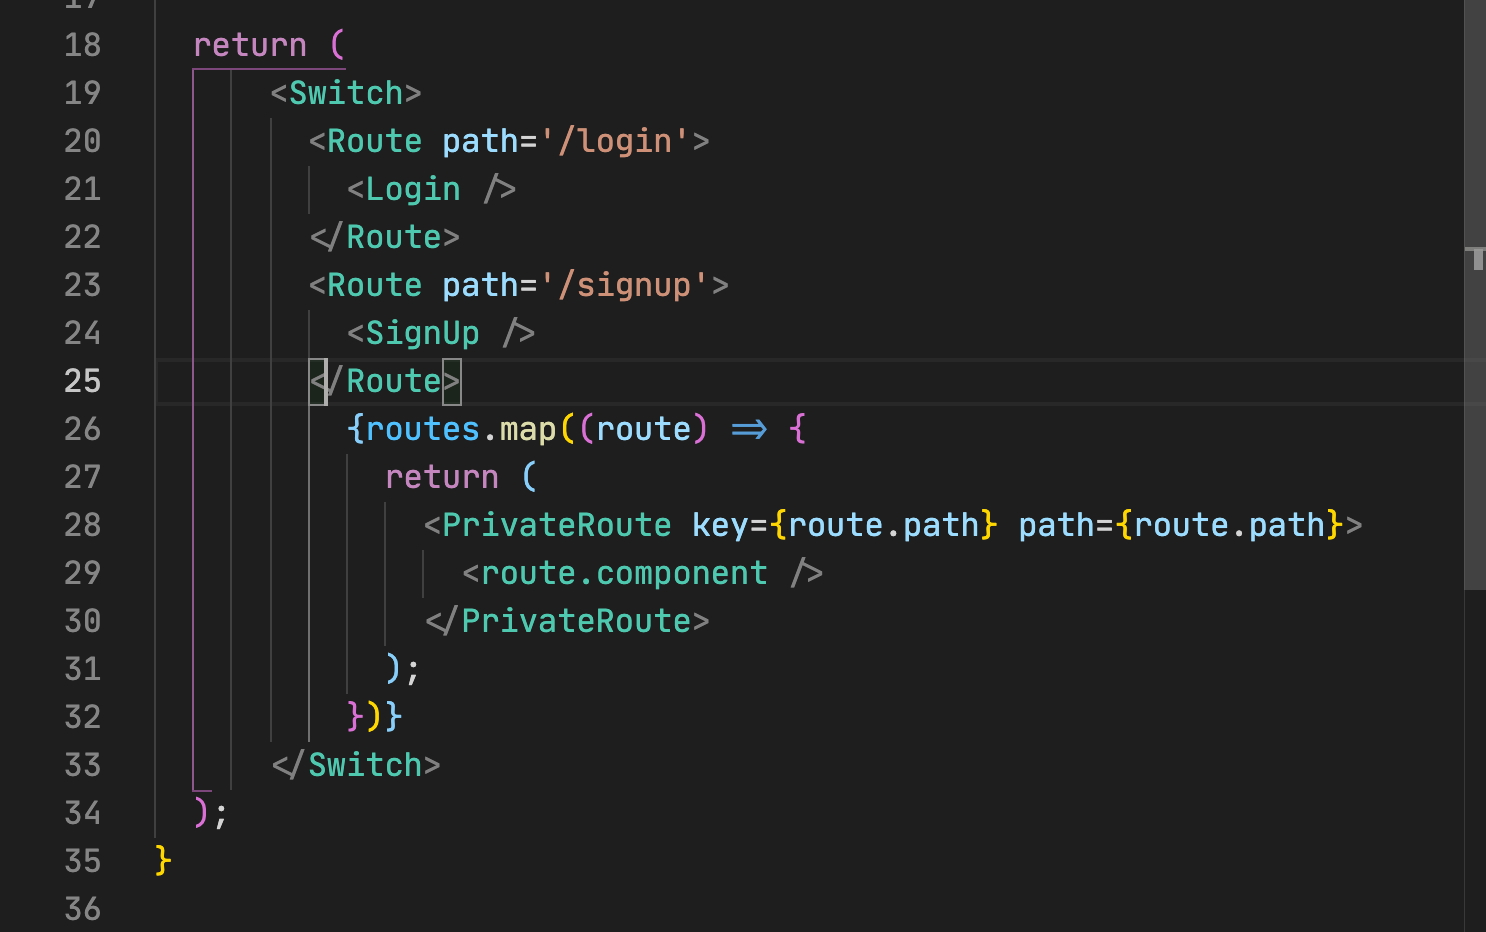 17
18 return (
19 <Switch>
20 <Route path='/login'>
21 <Login />
22 </Route>
23 <Route path='/signup'>
24 <SignUp />
25 </Route>
26 {routes.map((route) => {
27 return (
28 <PrivateRoute key={route.path} path={route.path}>
29 <route.component />
30 </PrivateRoute>
31 );
32 })}
33 </Switch>
34 );
35 }
36